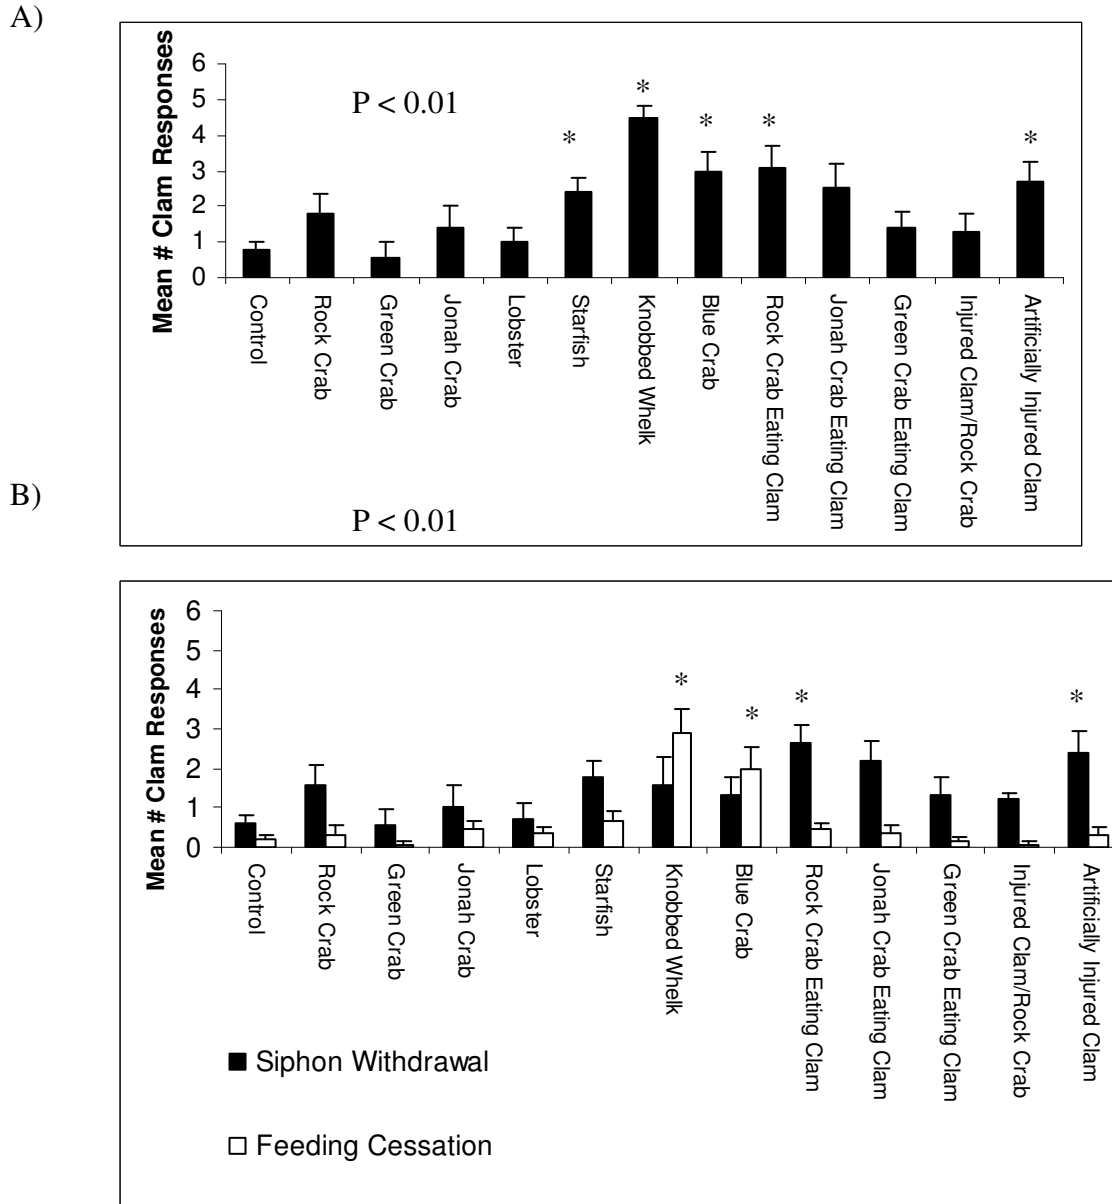 A)
Mean # Clam Responses
6
5
4
3
2
1
0
P < 0.01
*
*
*
*
*
Control
Rock Crab
Green Crab
Jonah Crab
Lobster
Starfish
Knobbed Whelk
Blue Crab
Rock Crab Eating Clam
Jonah Crab Eating Clam
Green Crab Eating Clam
Injured Clam/Rock Crab
Artificially Injured Clam
B)
P < 0.01
Mean # Clam Responses
6
5
4
3
2
1
0
*
*
*
*
Control
Rock Crab
Green Crab
Jonah Crab
Lobster
Starfish
Knobbed Whelk
Blue Crab
Rock Crab Eating Clam
Jonah Crab Eating Clam
Green Crab Eating Clam
Injured Clam/Rock Crab
Artificially Injured Clam
Siphon Withdrawal
Feeding Cessation